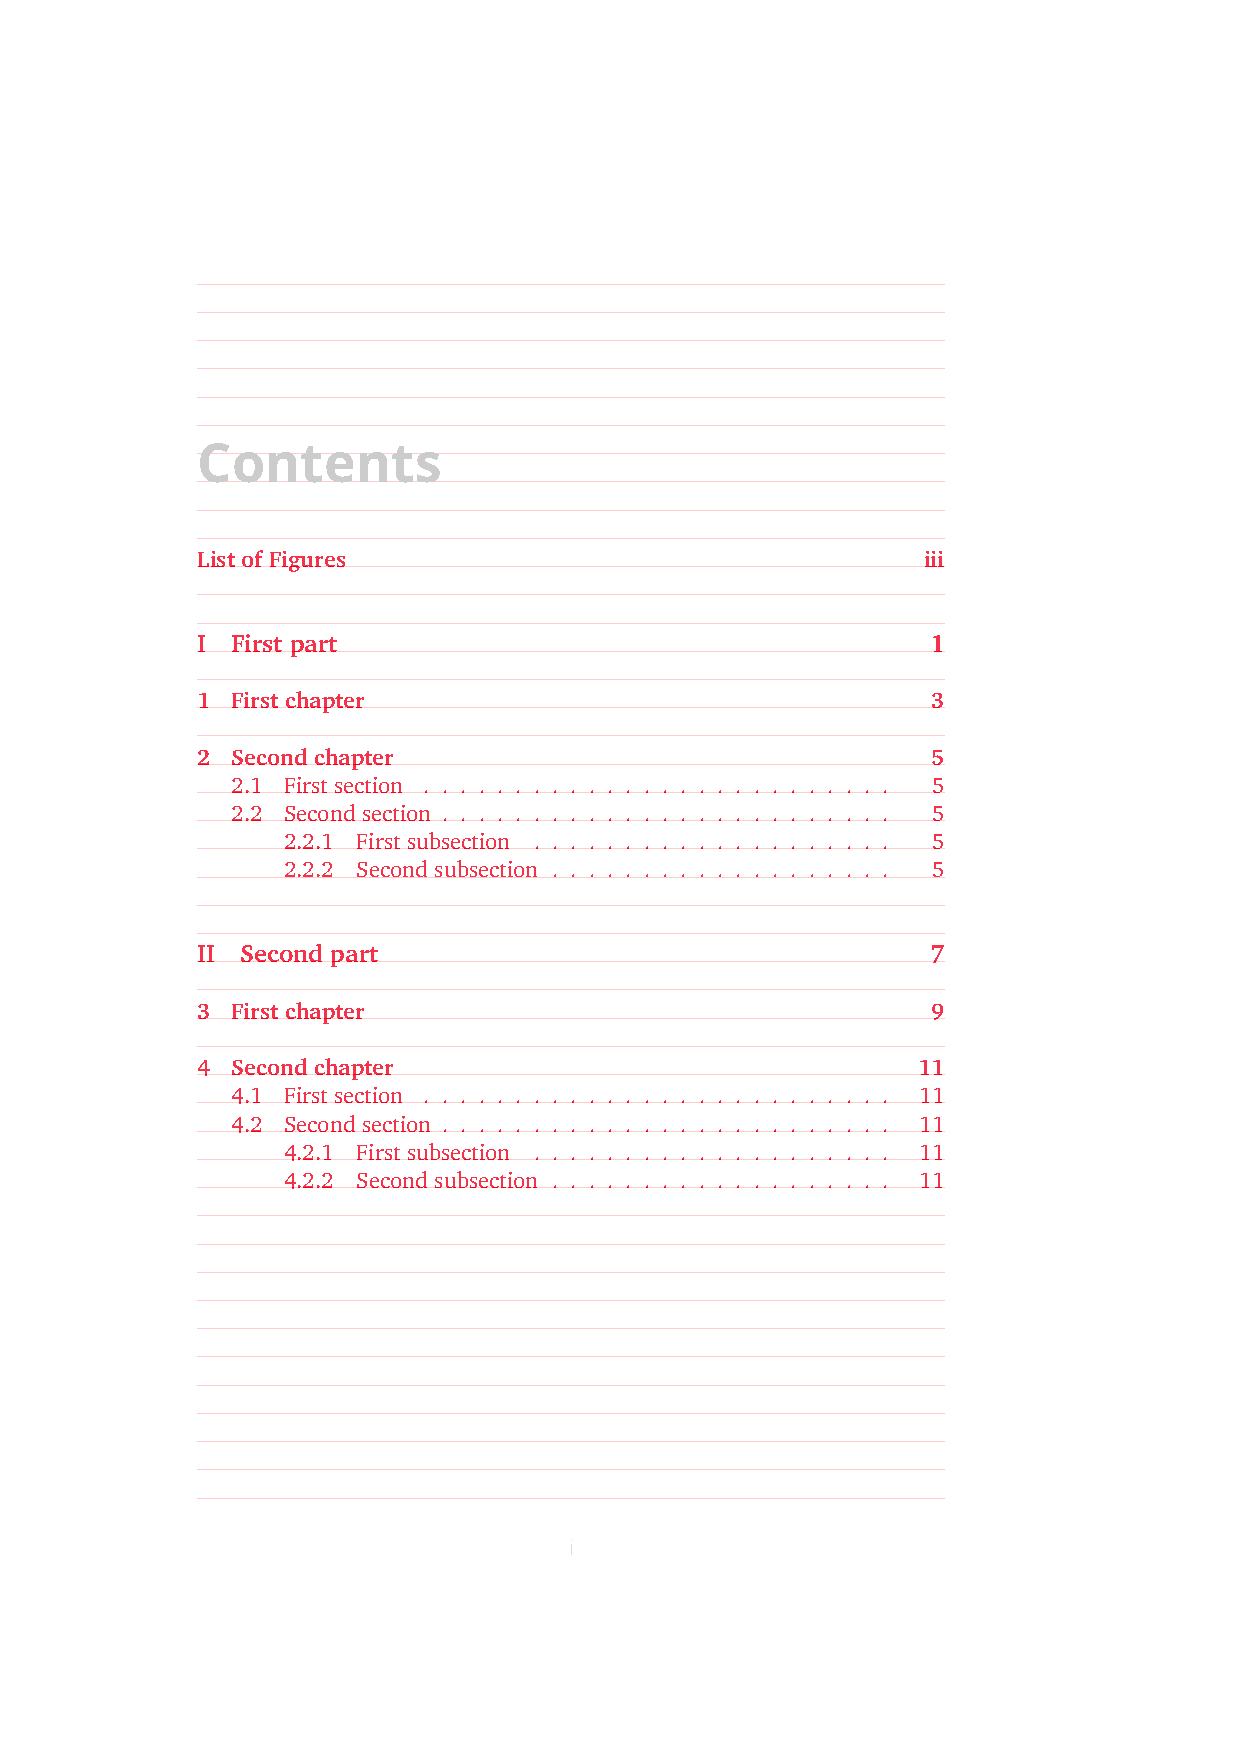 Contents
List of Figures iii
I First part 1
1 First chapter 3
2 Second chapter 5
2.1 First section . . . . . . . . . . . . . . . . . . . . . . . . . . 5
2.2 Second section . . . . . . . . . . . . . . . . . . . . . . . . . 5
2.2.1 First subsection . . . . . . . . . . . . . . . . . . . . 5
2.2.2 Second subsection . . . . . . . . . . . . . . . . . . . 5
II Second part 7
3 First chapter 9
4 Second chapter 11
4.1 First section . . . . . . . . . . . . . . . . . . . . . . . . . . 11
4.2 Second section . . . . . . . . . . . . . . . . . . . . . . . . . 11
4.2.1 First subsection . . . . . . . . . . . . . . . . . . . . 11
4.2.2 Second subsection . . . . . . . . . . . . . . . . . . . 11